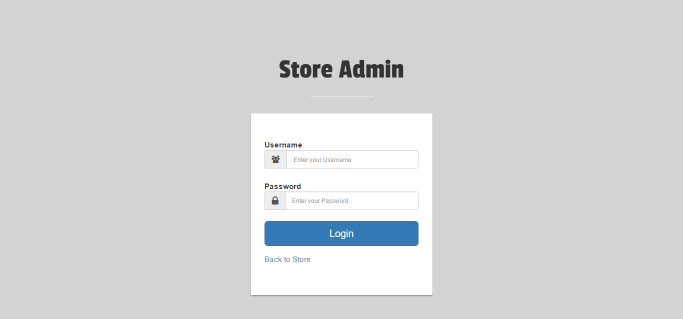 Store Admin
Username
Enter your Username
Password
Enter your Password
Login
Back to Store